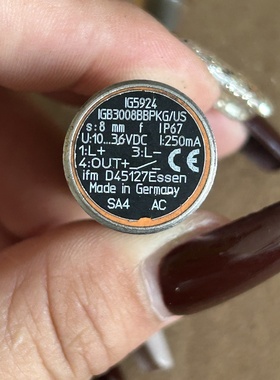 IG5924
IGB3008BBPKG/US
s:8 mm f IP67
U:10...36VDC I:250mA
1:L+ 3:L-
4:OUT+ CE
ifm D45127Essen
Made in Germany
SA4 AC